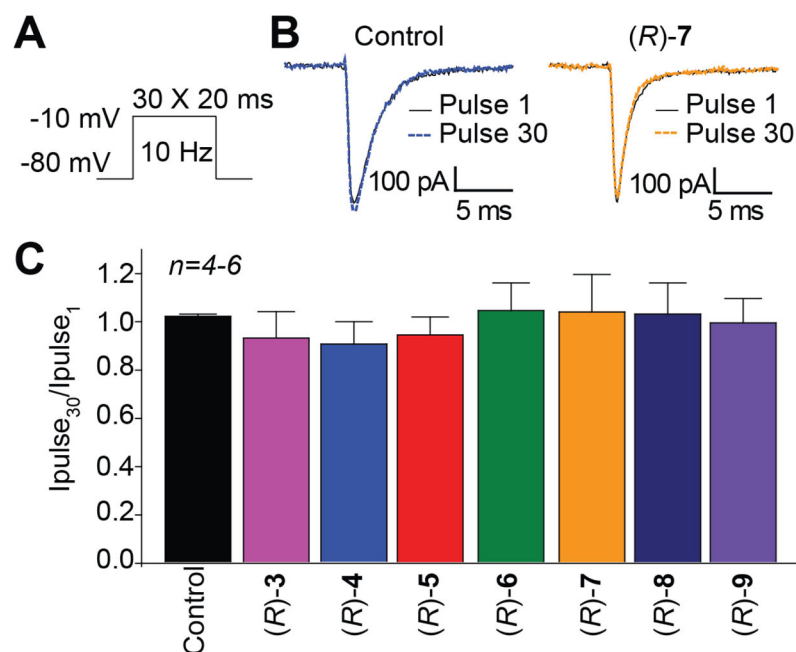 A
30 X 20 ms
-10 mV
10 Hz
-80 mV
B
Control
Pulse 1
Pulse 30
100 pA
5 ms
(R)-7
Pulse 1
Pulse 30
100 pA
5 ms
C
n=4-6
Ipulse30/Ipulse1
1.2
1.0
0.8
0.6
0.4
0.2
0.0
Control
(R)-3
(R)-4
(R)-5
(R)-6
(R)-7
(R)-8
(R)-9